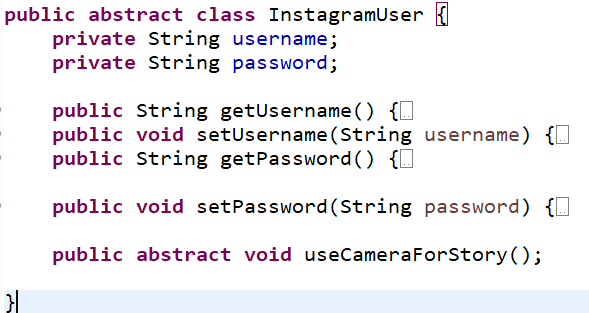 public abstract class InstagramUser {
private String username;
private String password;
public String getUsername() {
public void setUsername(String username) {
public String getPassword() {
public void setPassword(String password) {
public abstract void useCameraForStory();
}